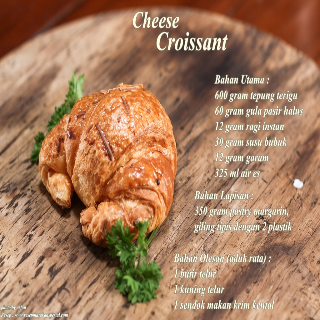 Cheese
Croissant
Bahan Utama :
600 gram tepung terigu
60 gram gula pasir halus
12 gram ragi instan
30 gram susu bubuk
12 gram garam
325 ml air es
Bahan Lapisan :
350 gram pastry margarin,
giling tipis dengan 2 plastik
Bahan Olesan (aduk rata) :
1 butir telur
1 kuning telur
1 sendok makan krim kental